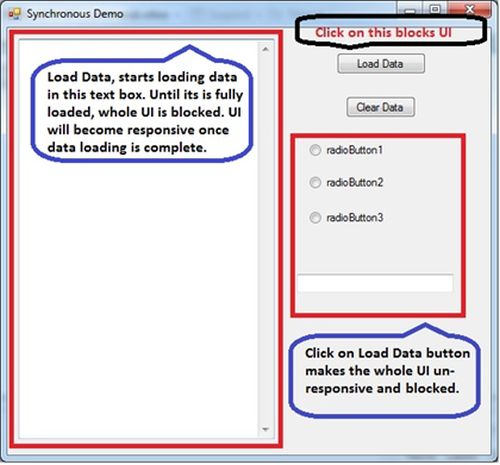 Synchronous Demo
Click on this blocks UI
Load Data, starts loading data
in this text box. Until its is fully
loaded, whole UI is blocked. UI
will become responsive once
data loading is complete.
Load Data
Clear Data
radioButton1
radioButton2
radioButton3
Click on Load Data button
makes the whole UI un-
responsive and blocked.